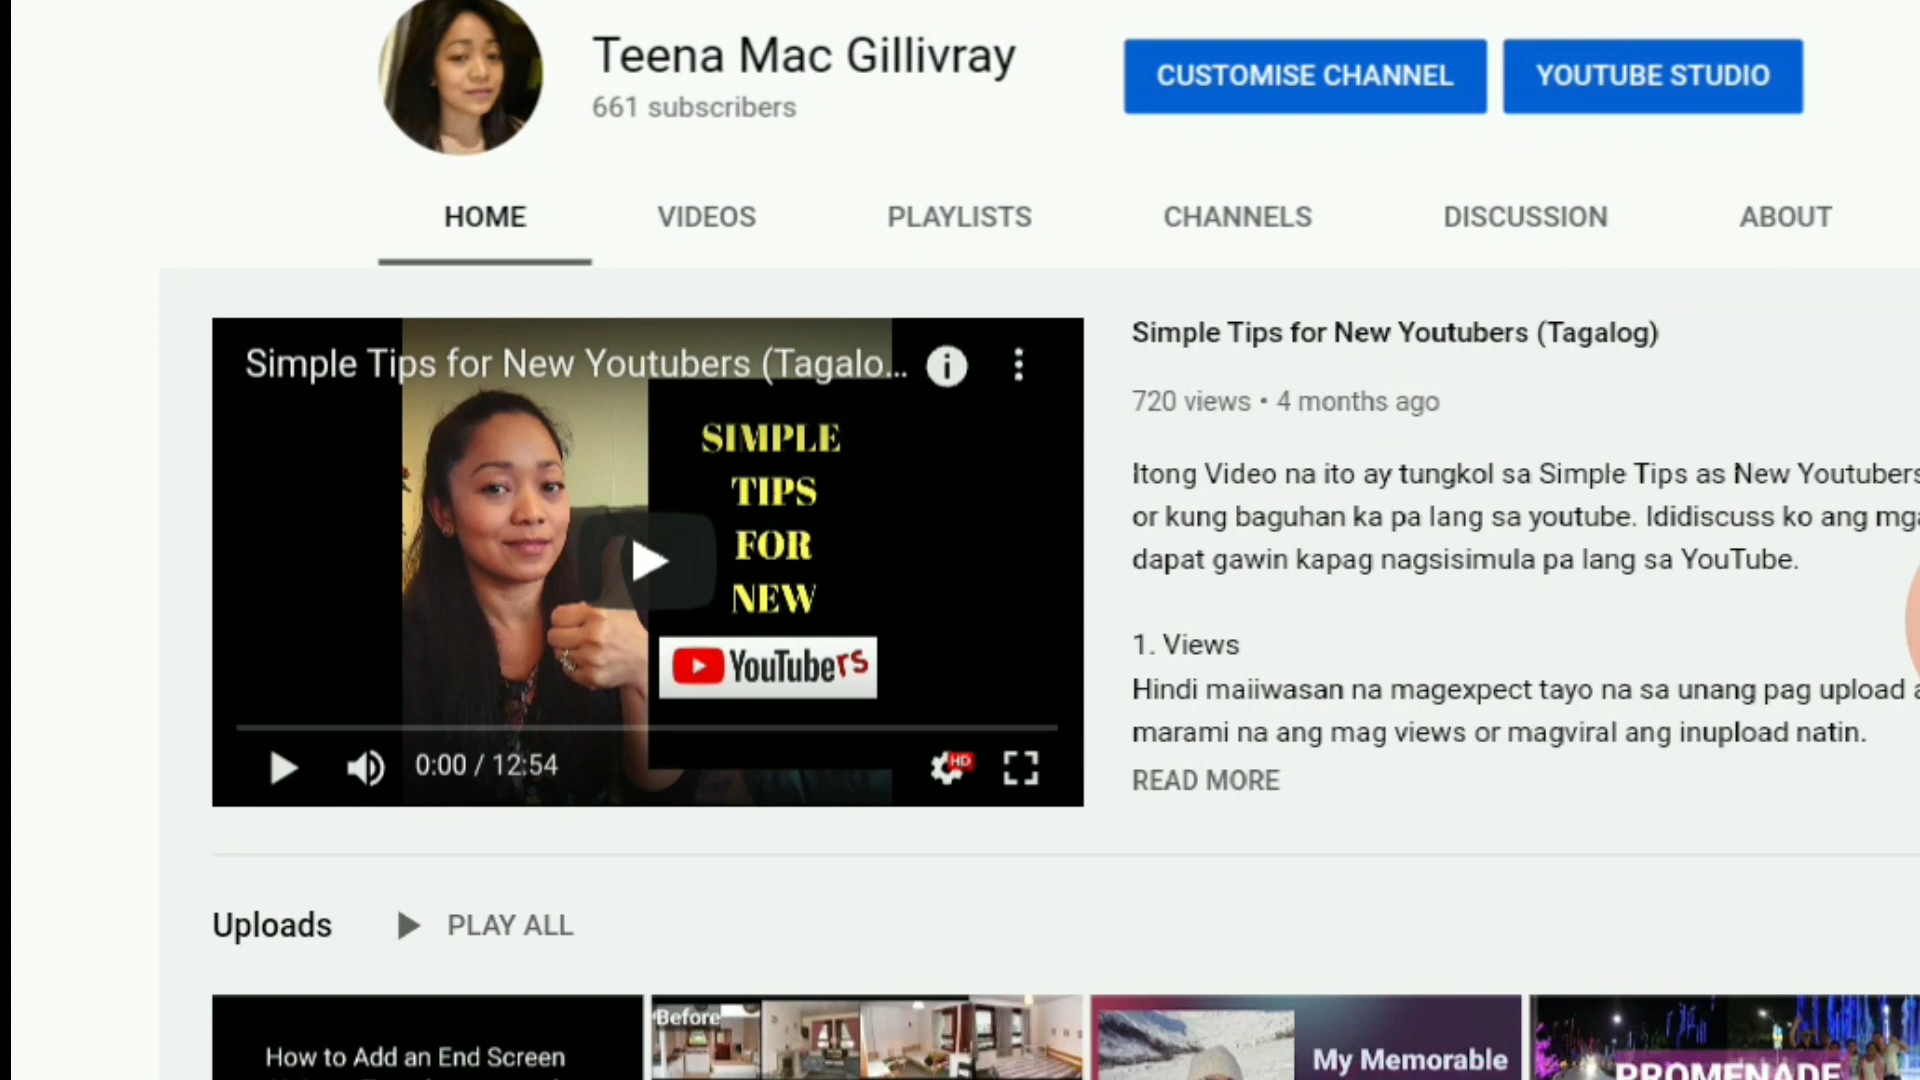 Teena Mac Gillivray
661 subscribers
CUSTOMISE CHANNEL
YOUTUBE STUDIO
HOME
VIDEOS
PLAYLISTS
CHANNELS
DISCUSSION
ABOUT
Simple Tips for New Youtubers (Tagalo...
SIMPLE
TIPS
FOR
NEW
YouTubers
0:00 / 12:54
HD
Simple Tips for New Youtubers (Tagalog)
720 views • 4 months ago
Itong Video na ito ay tungkol sa Simple Tips as New Youtubers
or kung baguhan ka pa lang sa youtube. Ididiscuss ko ang mga
dapat gawin kapag nagsisimula pa lang sa YouTube.
1. Views
Hindi maiiwasan na magexpect tayo na sa unang pag upload a
marami na ang mag views or magviral ang inupload natin.
READ MORE
Uploads
PLAY ALL
How to Add an End Screen
Before
My Memorable
PROMENADE